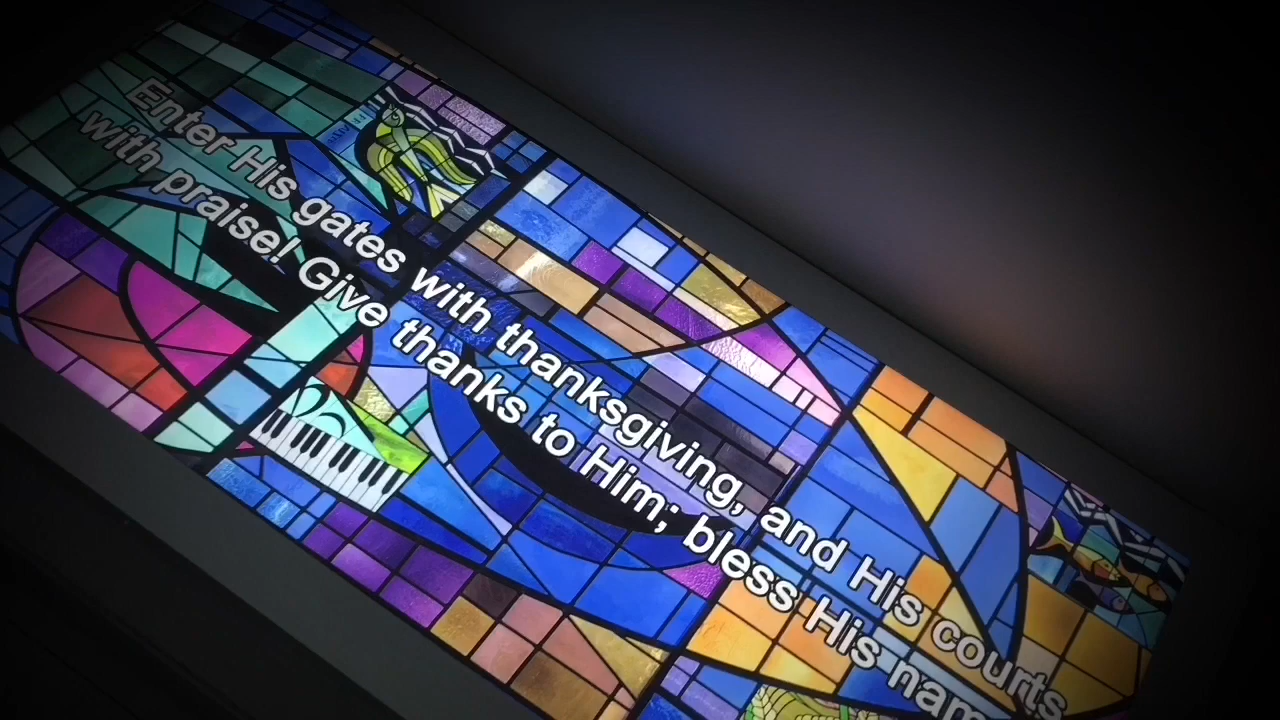 Enter His gates with thanksgiving, and His courts
with praise! Give thanks to Him; bless His